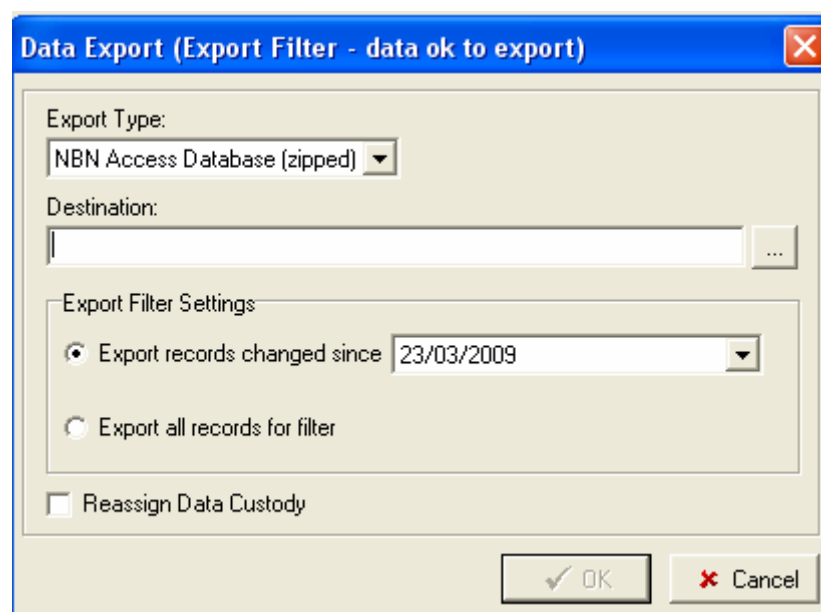 Data Export (Export Filter - data ok to export)
Export Type:
NBN Access Database (zipped)
Destination:
...
Export Filter Settings
Export records changed since 23/03/2009
Export all records for filter
Reassign Data Custody
OK Cancel